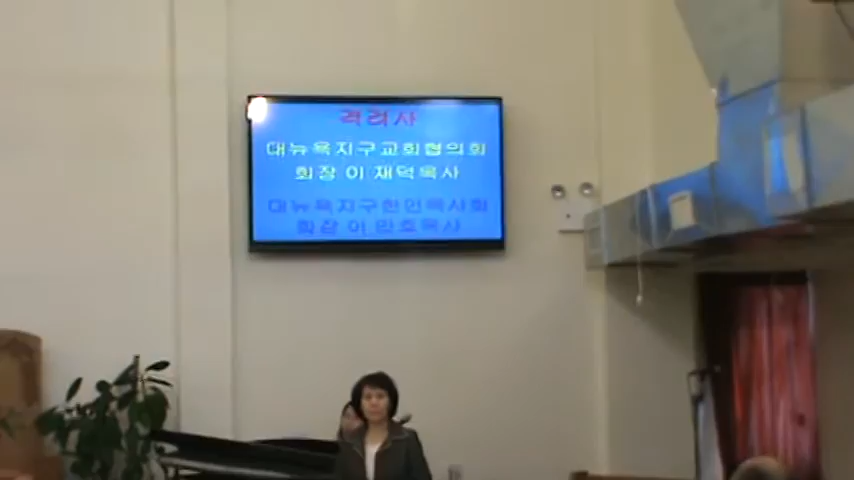 격려사
대뉴욕지구교회협의회
회장 이 재덕목사
대뉴욕지구한인목사회
회장 이 만호목사